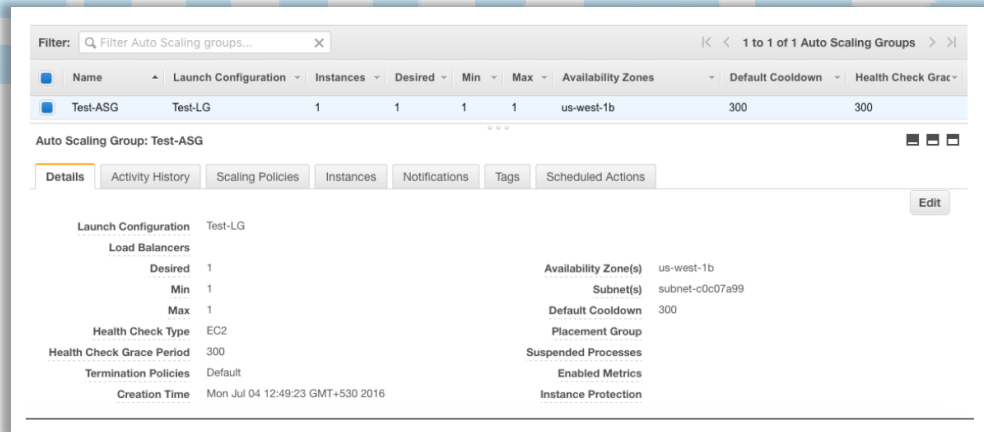 Filter: Filter Auto Scaling groups... 1 to 1 of 1 Auto Scaling Groups
Name Launch Configuration Instances Desired Min Max Availability Zones Default Cooldown Health Check Grac
Test-ASG Test-LG 1 1 1 1 us-west-1b 300 300
Auto Scaling Group: Test-ASG
Details Activity History Scaling Policies Instances Notifications Tags Scheduled Actions
Edit
Launch Configuration Test-LG
Load Balancers
Desired 1 Availability Zone(s) us-west-1b
Min 1 Subnet(s) subnet-c0c07a99
Max 1 Default Cooldown 300
Health Check Type EC2 Placement Group
Health Check Grace Period 300 Suspended Processes
Termination Policies Default Enabled Metrics
Creation Time Mon Jul 04 12:49:23 GMT+530 2016 Instance Protection